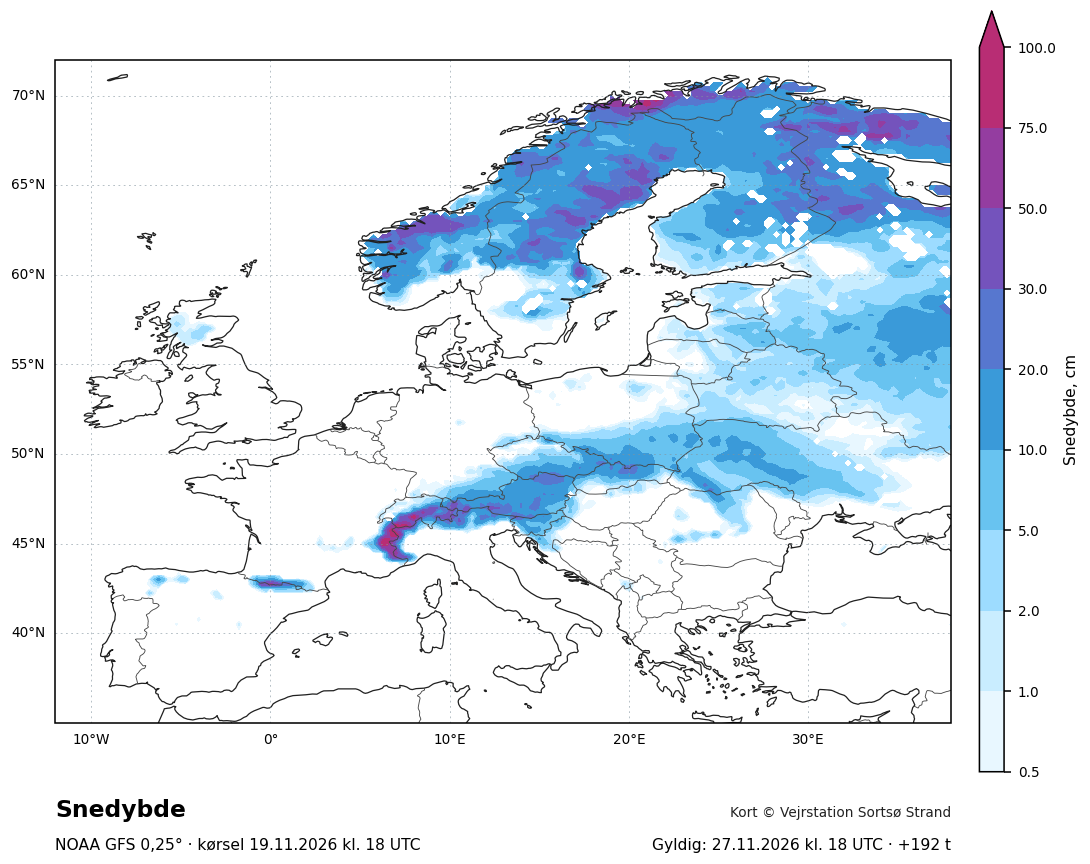 100.0
75.0
50.0
30.0
20.0
10.0
5.0
2.0
1.0
0.5
Snedybde, cm
70°N
65°N
60°N
55°N
50°N
45°N
40°N
10°W
0°
10°E
20°E
30°E
Snedybde
Kort © Vejrstation Sortsø Strand
NOAA GFS 0,25° · kørsel 19.11.2026 kl. 18 UTC
Gyldig: 27.11.2026 kl. 18 UTC · +192 t